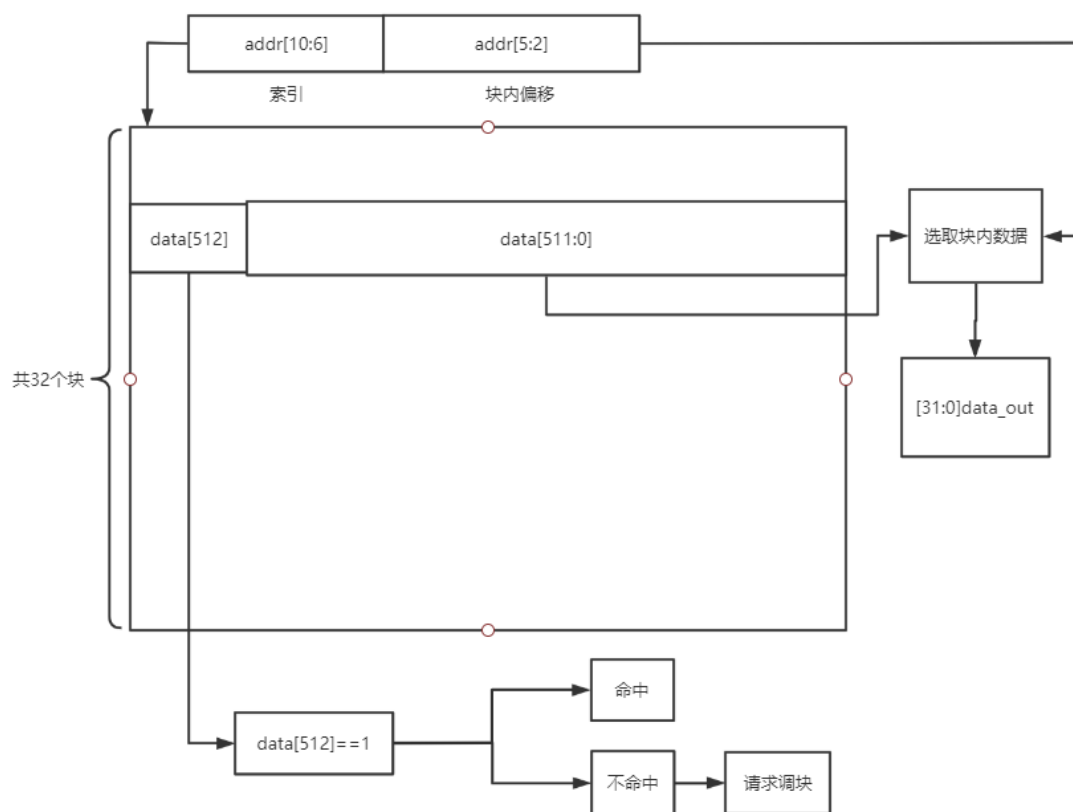 addr[10:6]
addr[5:2]
索引
块内偏移
data[512]
data[511:0]
选取块内数据
共32个块
[31:0]data_out
命中
data[512]==1
不命中
请求调块